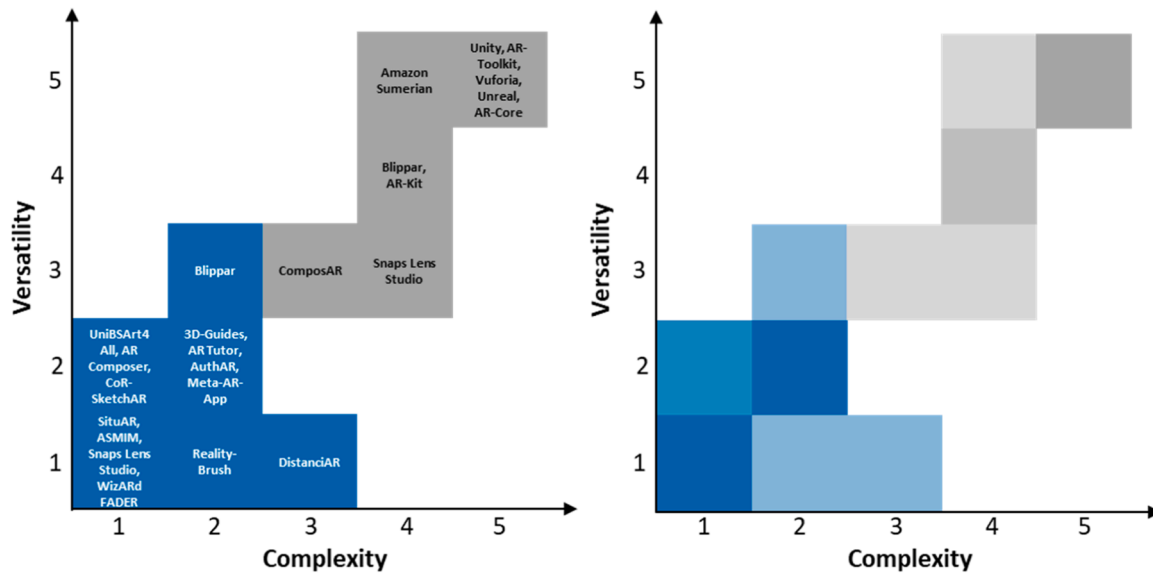 Versatility
5
4
3
2
1
Amazon
Sumerian
Unity, AR-
Toolkit,
Vuforia,
Unreal,
AR-Core
Blippar,
AR-Kit
Blippar
ComposAR
Snaps Lens
Studio
UniBSArt4
All, AR
Composer,
CoR-
SketchAR
3D-Guides,
AR Tutor,
AuthAR,
Meta-AR-
App
SituAR,
ASMIM,
Snaps Lens
Studio,
WizARd
FADER
Reality-
Brush
DistanciAR
1
2
3
4
5
Complexity
Versatility
5
4
3
2
1
1
2
3
4
5
Complexity